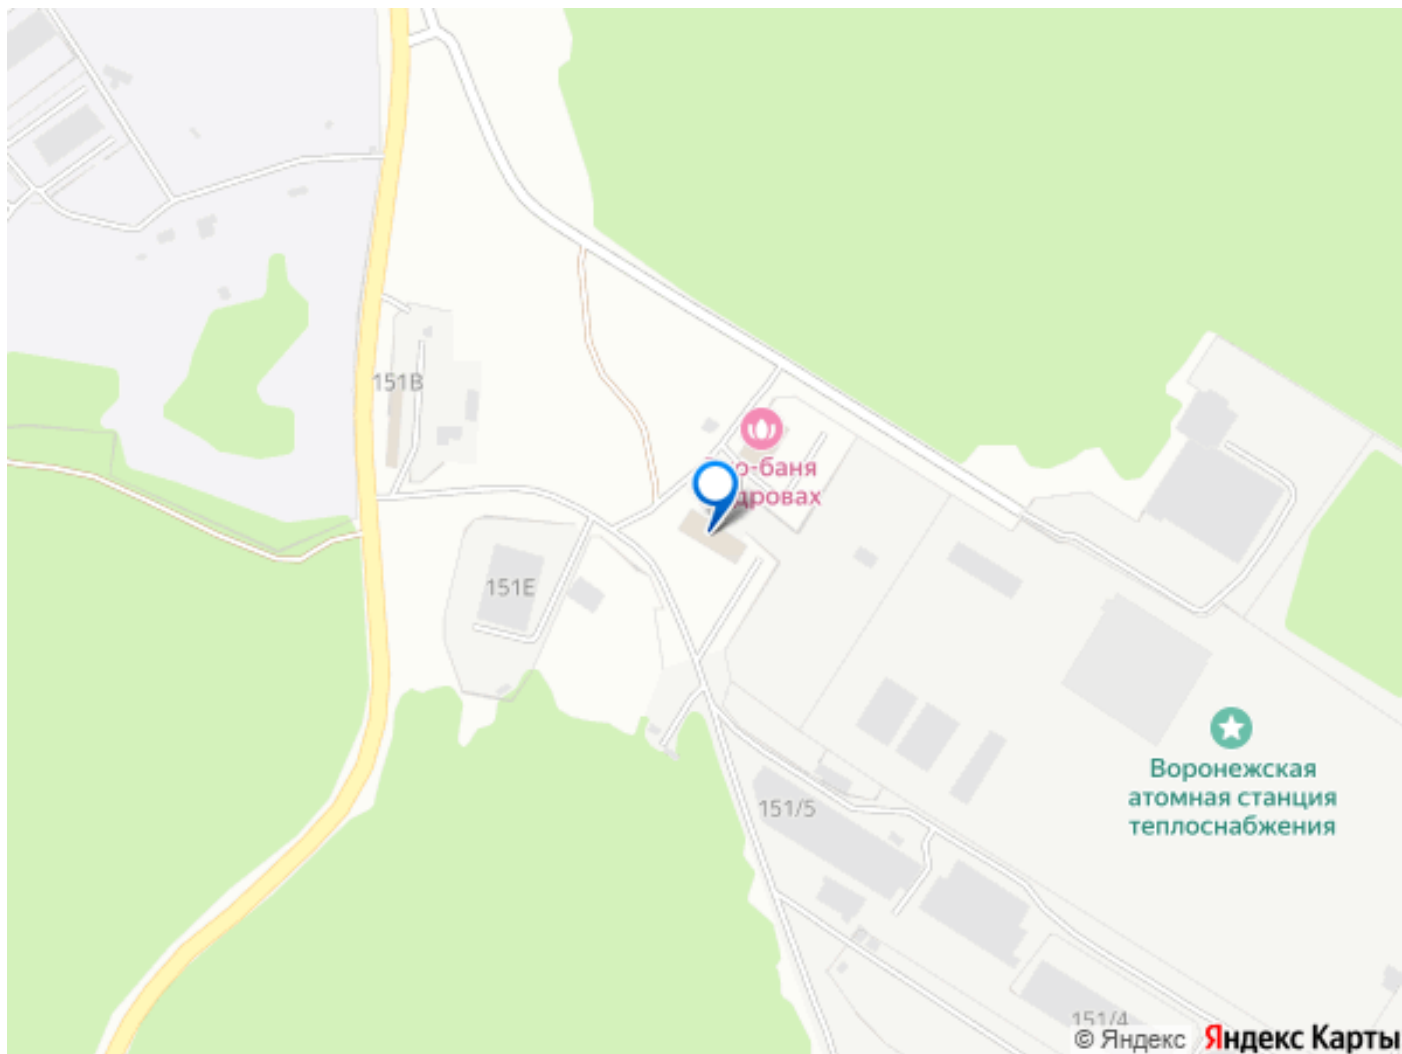 151В
о-баня
дровах
151Е
Воронежская
атомная станция
теплоснабжения
151/5
151/4
© Яндекс Яндекс Карты